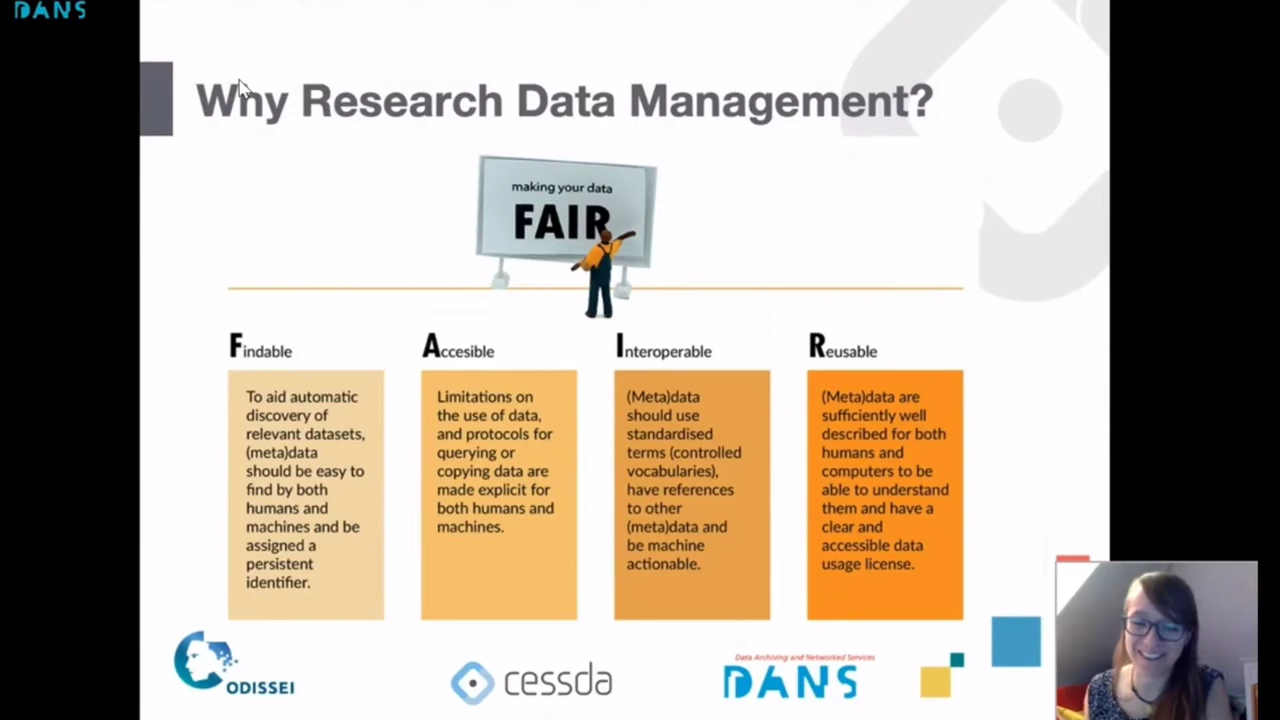 DANS
Why Research Data Management?
making your data
FAIR
Findable
To aid automatic
discovery of
relevant datasets,
(meta)data
should be easy to
find by both
humans and
machines and be
assigned a
persistent
identifier.
Accesible
Limitations on
the use of data,
and protocols for
querying or
copying data are
made explicit for
both humans and
machines.
Interoperable
(Meta)data
should use
standardised
terms (controlled
vocabularies),
have references
to other
(meta)data and
be machine
actionable.
Reusable
(Meta)data are
sufficiently well
described for both
humans and
computers to be
able to understand
them and have a
clear and
accessible data
usage license.
ODISSEI
cessda
Data Archiving and Networked Services
DANS